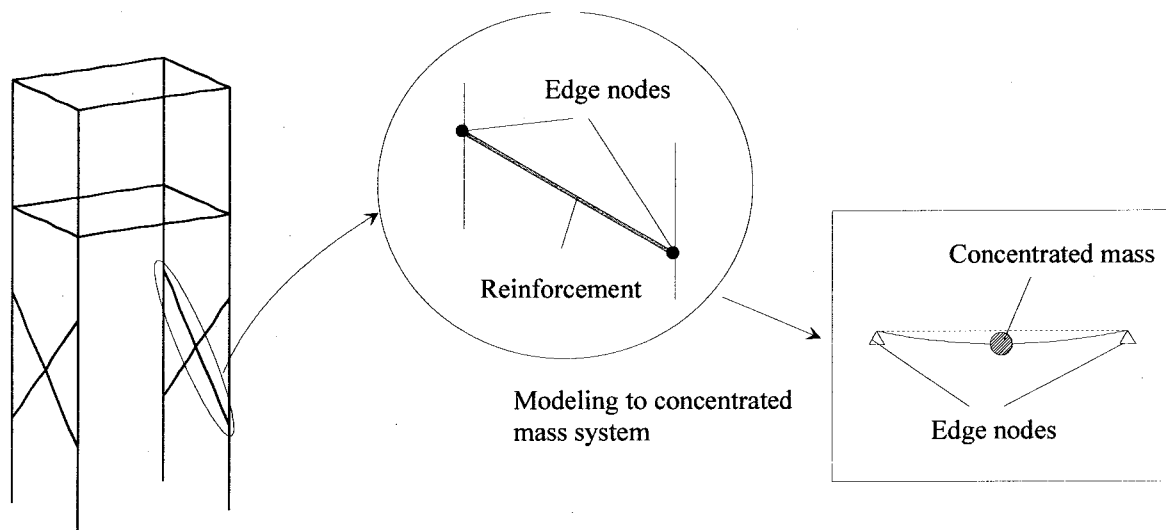 Edge nodes
Reinforcement
Modeling to concentrated
mass system
Concentrated mass
Edge nodes